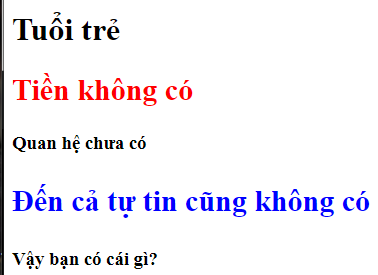 Tuổi trẻ
Tiền không có
Quan hệ chưa có
Đến cả tự tin cũng không có
Vậy bạn có cái gì?